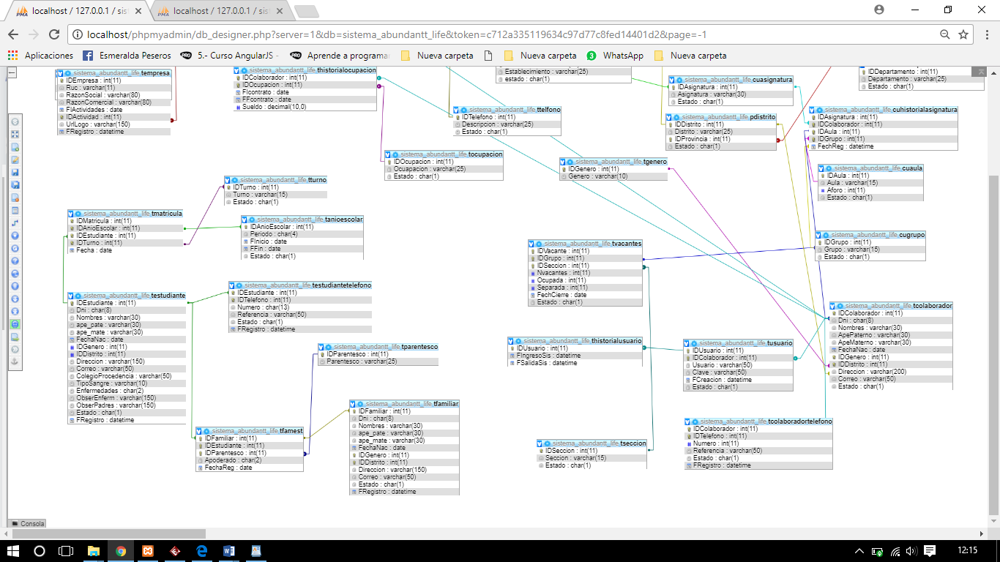 localhost / 127.0.0.1 / sis
localhost / 127.0.0.1 / sis
localhost/phpmyadmin/db_designer.php?server=1&db=sistema_abundantt_life&token=c712a335119634c97d77c8fed14401d2&page=-1
Aplicaciones
Esmeralda Peseros
5.- Curso AngularJS -
Aprende a programa
Nueva carpeta
Nueva carpeta
WhatsApp
Nueva carpeta
sistema_abundantt_life.tempresa
IDEmpresa : int(11)
Ruc : varchar(11)
RazonSocial : varchar(80)
RazonComercial : varchar(80)
FIActividades : date
IDActividad : int(11)
UrlLogo : varchar(150)
FRegistro : datetime
sistema_abundantt_life.thistorialocupacion
IDColaborador : int(11)
IDOcupacion : int(11)
FIcontrato : date
FFcontrato : date
Sueldo : decimal(10,0)
Establecimiento : varchar(25)
estado : char(1)
sistema_abundantt_life.cuasignatura
IDAsignatura : int(11)
Asignatura : varchar(30)
Estado : char(1)
IDDepartamento : int(11)
Departamento : varchar(25)
Estado : char(1)
sistema_abundantt_life.ttelfono
IDTelefono : int(11)
Descripcion : varchar(25)
Estado : char(1)
sistema_abundantt_life.pdistrito
IDDistrito : int(11)
Distrito : varchar(25)
IDProvincia : int(11)
Estado : char(1)
sistema_abundantt_life.cuhistorialasignatura
IDAsignatura : int(11)
IDColaborador : int(11)
IDAula : int(11)
IDGrupo : int(11)
FechReg : datetime
sistema_abundantt_life.tocupacion
IDOcupacion : int(11)
Ocuapacion : varchar(25)
Estado : char(1)
sistema_abundantt_life.tgenero
IDGenero : int(11)
Genero : varchar(10)
sistema_abundantt_life.cuaula
IDAula : int(11)
Aula : varchar(15)
Aforo : int(11)
Estado : char(1)
sistema_abundantt_life.tturno
IDTurno : int(11)
Turno : varchar(15)
Estado : char(1)
sistema_abundantt_life.tmatricula
IDMatricula : int(11)
IDAnioEscolar : int(11)
IDEstudiante : int(11)
IDTurno : int(11)
Fecha : date
sistema_abundantt_life.tanioescolar
IDAnioEscolar : int(11)
Periodo : char(4)
FInicio : date
FFin : date
Estado : char(1)
sistema_abundantt_life.cugrupo
IDGrupo : int(11)
Grupo : varchar(15)
Estado : char(1)
sistema_abundantt_life.tvacantes
IDVacante : int(11)
IDGrupo : int(11)
IDSeccion : int(11)
Nvacantes : int(11)
Ocupada : int(11)
Separada : int(11)
FechCierre : date
Estado : char(1)
sistema_abundantt_life.testudiante
IDEstudiante : int(11)
Dni : char(8)
Nombres : varchar(30)
ape_pate : varchar(30)
ape_mate : varchar(30)
FechaNac : date
IDGenero : int(11)
IDDistrito : int(11)
Direccion : varchar(150)
Correo : varchar(50)
ColegioProcedencia : varchar(50)
TipoSangre : varchar(10)
Enfermedades : char(2)
ObserEnferm : varchar(150)
ObserPadres : varchar(150)
Estado : char(1)
FRegistro : datetime
sistema_abundantt_life.testudiantetelefono
IDEstudiante : int(11)
IDTelefono : int(11)
Numero : char(13)
Referencia : varchar(50)
Estado : char(1)
FRegistro : datetime
sistema_abundantt_life.tcolaborador
IDColaborador : int(11)
Dni : char(8)
Nombres : varchar(30)
ApePaterno : varchar(30)
ApeMaterno : varchar(30)
FechaNac : date
IDGenero : int(11)
IDDistrito : int(11)
Direccion : varchar(200)
Correo : varchar(50)
Estado : char(1)
sistema_abundantt_life.tparentesco
IDParentesco : int(11)
Parentesco : varchar(25)
sistema_abundantt_life.thistorialusuario
IDUsuario : int(11)
FIngresoSis : datetime
FSalidaSis : datetime
sistema_abundantt_life.tusuario
IDUsuario : int(11)
IDColaborador : int(11)
Usuario : varchar(50)
Clave : varchar(50)
FCreacion : datetime
Estado : char(1)
sistema_abundantt_life.tfamiliar
IDFamiliar : int(11)
Dni : char(8)
Nombres : varchar(30)
ape_pate : varchar(30)
ape_mate : varchar(30)
FechaNac : date
IDGenero : int(11)
IDDistrito : int(11)
Direccion : varchar(150)
Correo : varchar(50)
Estado : char(1)
FRegistro : datetime
sistema_abundantt_life.tfamest
IDFamiliar : int(11)
IDEstudiante : int(11)
IDParentesco : int(11)
Apoderado : char(2)
FechaReg : date
sistema_abundantt_life.tseccion
IDSeccion : int(11)
Seccion : varchar(15)
Estado : char(1)
sistema_abundantt_life.tcolaboradortelefono
IDColaborador : int(11)
IDTelefono : int(11)
Numero : int(11)
Referencia : varchar(50)
Estado : char(1)
FRegistro : datetime
Consola
12:15